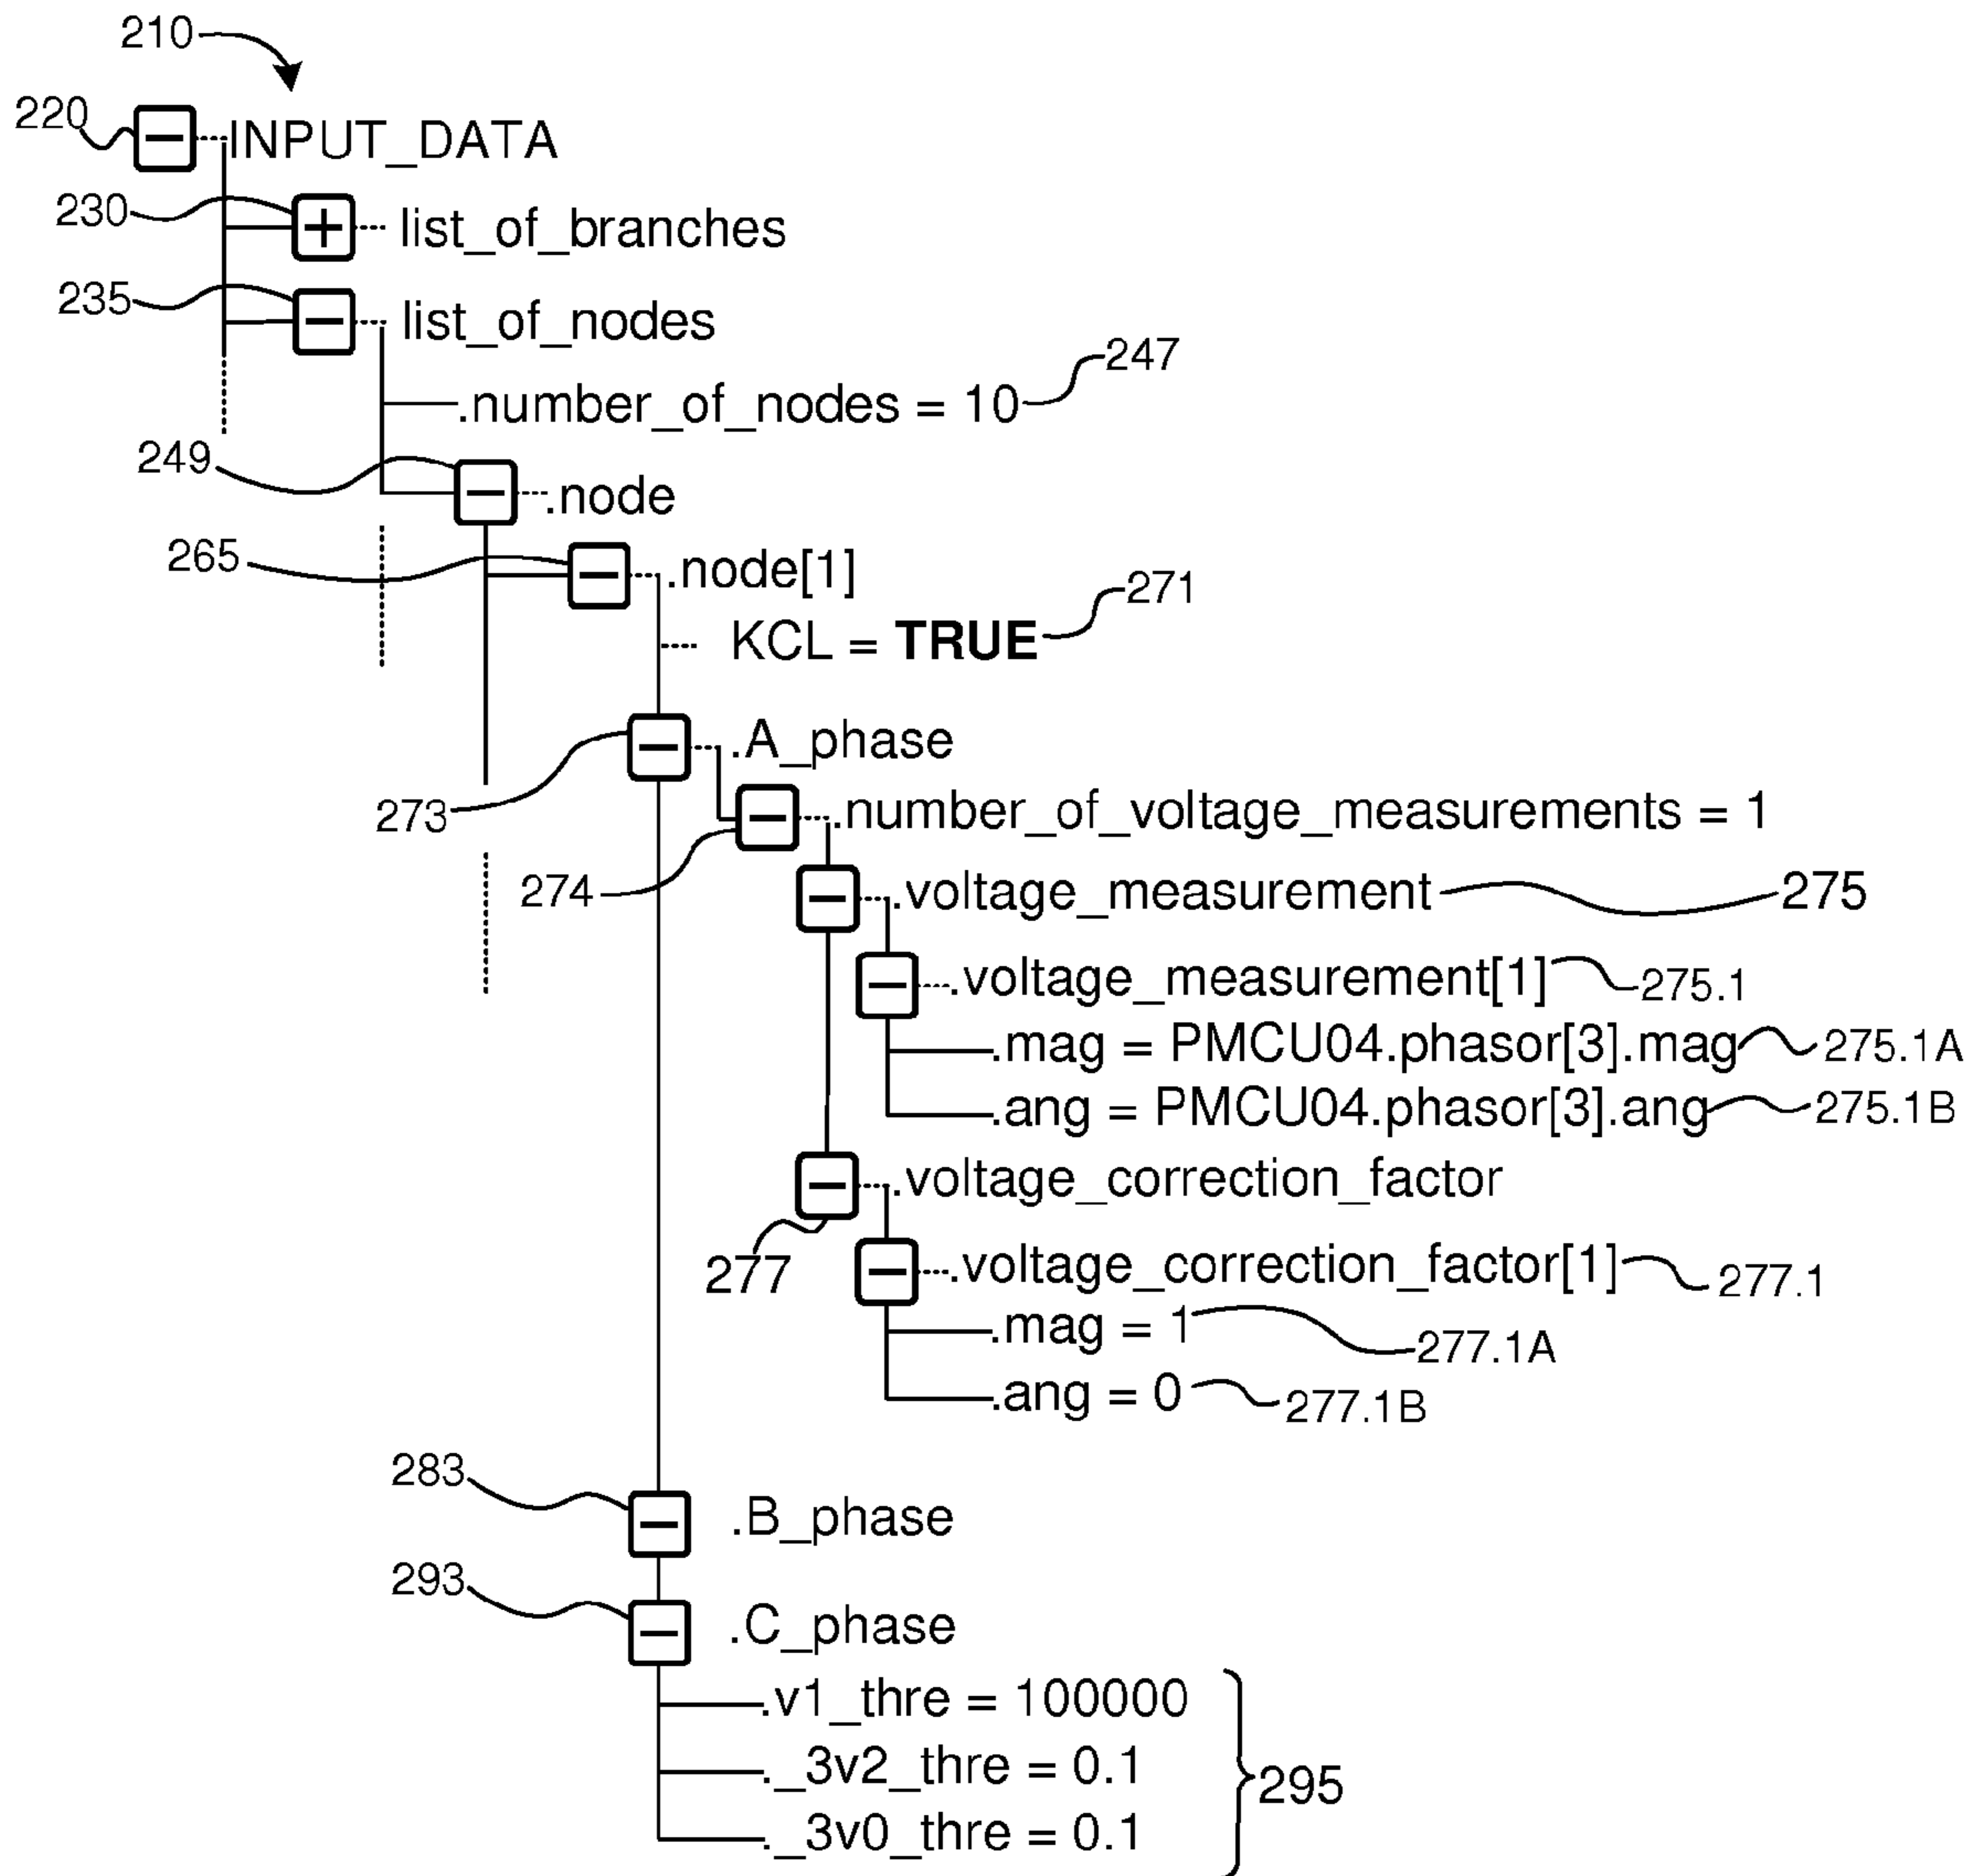 210
220 INPUT_DATA
230 list_of_branches
235 list_of_nodes
.number_of_nodes = 10 247
249 .node
265 .node[1]
KCL = TRUE 271
273 .A_phase
274 .number_of_voltage_measurements = 1
.voltage_measurement 275
.voltage_measurement[1] 275.1
.mag = PMCU04.phasor[3].mag 275.1A
.ang = PMCU04.phasor[3].ang 275.1B
277 .voltage_correction_factor
.voltage_correction_factor[1] 277.1
.mag = 1 277.1A
.ang = 0 277.1B
283 .B_phase
293 .C_phase
.v1_thre = 100000
._3v2_thre = 0.1 295
._3v0_thre = 0.1